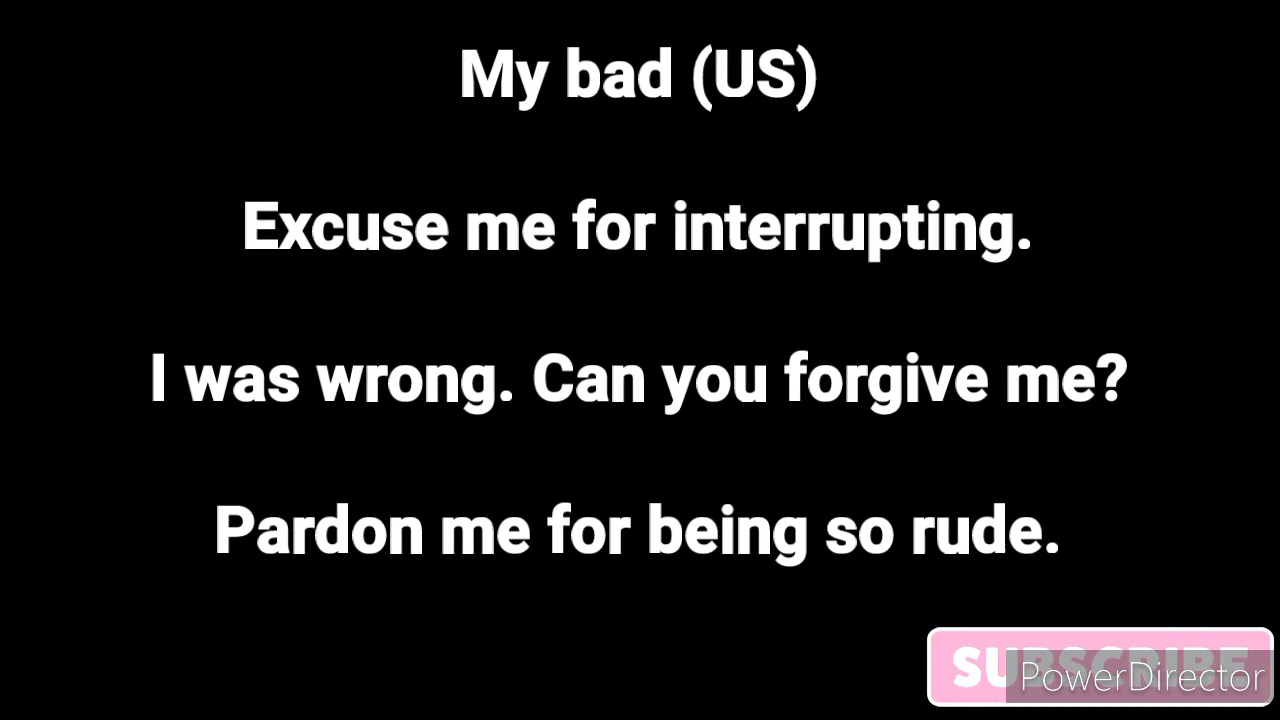 My bad (US)
Excuse me for interrupting.
I was wrong. Can you forgive me?
Pardon me for being so rude.
SUBSCRIBE
PowerDirector